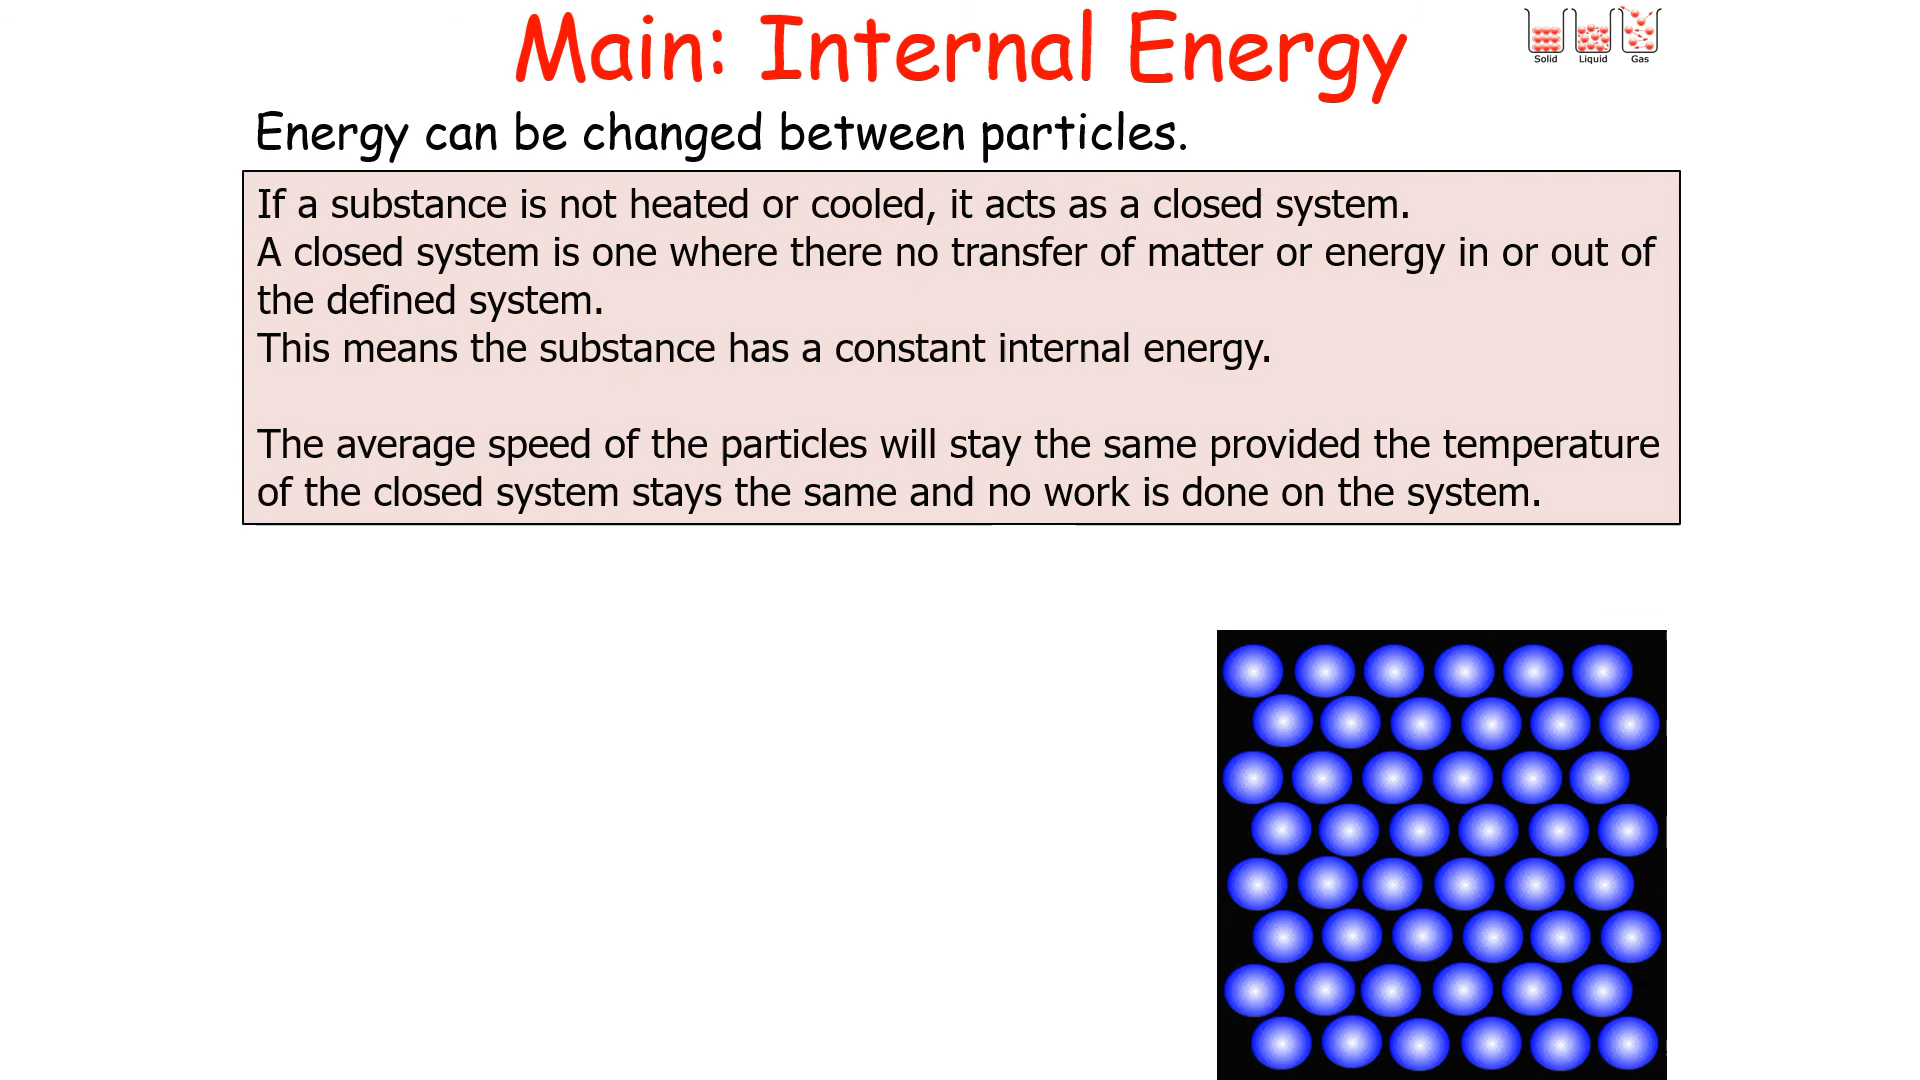 Main: Internal Energy
Solid Liquid Gas
Energy can be changed between particles.
If a substance is not heated or cooled, it acts as a closed system.
A closed system is one where there no transfer of matter or energy in or out of
the defined system.
This means the substance has a constant internal energy.
The average speed of the particles will stay the same provided the temperature
of the closed system stays the same and no work is done on the system.